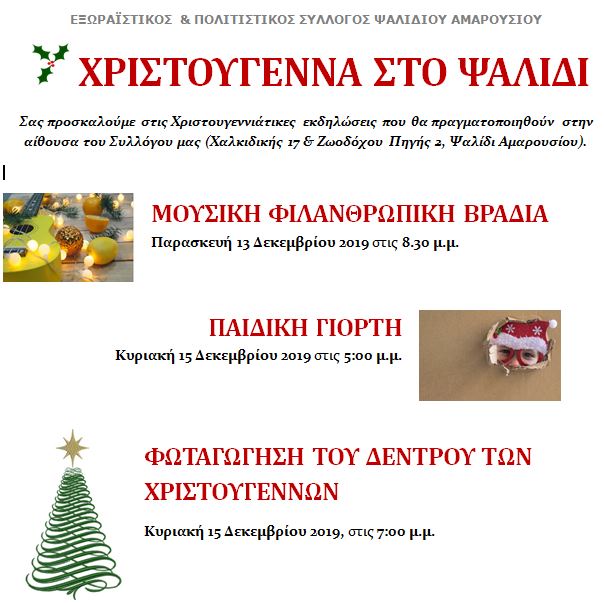 ΕΞΩΡΑΪΣΤΙΚΟΣ & ΠΟΛΙΤΙΣΤΙΚΟΣ ΣΥΛΛΟΓΟΣ ΨΑΛΙΔΙΟΥ ΑΜΑΡΟΥΣΙΟΥ
ΧΡΙΣΤΟΥΓΕΝΝΑ ΣΤΟ ΨΑΛΙΔΙ
Σας προσκαλούμε στις Χριστουγεννιάτικες εκδηλώσεις που θα πραγματοποιηθούν στην
αίθουσα του Συλλόγου μας (Χαλκιδικής 17 & Ζωοδόχου Πηγής 2, Ψαλίδι Αμαρουσίου).
ΜΟΥΣΙΚΗ ΦΙΛΑΝΘΡΩΠΙΚΗ ΒΡΑΔΙΑ
Παρασκευή 13 Δεκεμβρίου 2019 στις 8.30 μ.μ.
ΠΑΙΔΙΚΗ ΓΙΟΡΤΗ
Κυριακή 15 Δεκεμβρίου 2019 στις 5:00 μ.μ.
ΦΩΤΑΓΩΓΗΣΗ ΤΟΥ ΔΕΝΤΡΟΥ ΤΩΝ
ΧΡΙΣΤΟΥΓΕΝΝΩΝ
Κυριακή 15 Δεκεμβρίου 2019, στις 7:00 μ.μ.